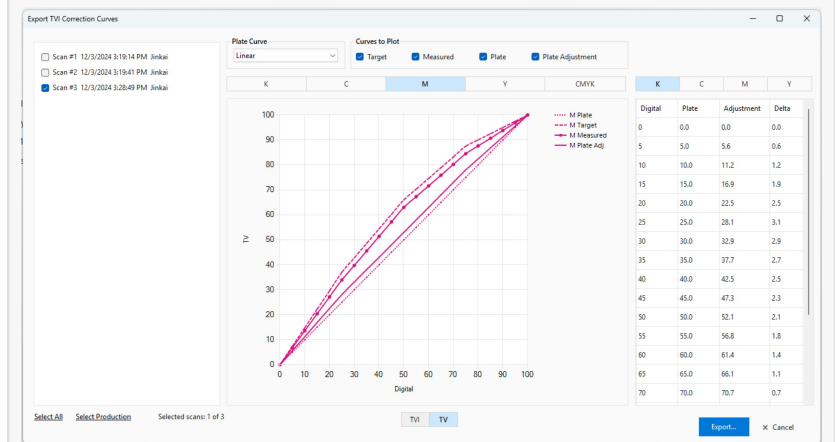 Export TVI Correction Curves
Scan #1 12/3/2024 3:19:14 PM Jinkai
Scan #2 12/3/2024 3:19:41 PM Jinkai
Scan #3 12/3/2024 3:28:49 PM Jinkai
Plate Curve
Linear
Curves to Plot
Target Measured Plate Plate Adjustment
K C M Y CMYK
M Plate
M Target
M Measured
M Plate Adj
TV
100
90
80
70
60
50
40
30
20
10
0
0 10 20 30 40 50 60 70 80 90 100
Digital
TVI TV
K C M Y
Digital Plate Adjustment Delta
0 0.0 0.0 0.0
5 5.0 5.6 0.6
10 10.0 11.2 1.2
15 15.0 16.9 1.9
20 20.0 22.5 2.5
25 25.0 28.1 3.1
30 30.0 32.9 2.9
35 35.0 37.7 2.7
40 40.0 42.5 2.5
45 45.0 47.3 2.3
50 50.0 52.1 2.1
55 55.0 56.8 1.8
60 60.0 61.4 1.4
65 65.0 66.1 1.1
70 70.0 70.7 0.7
Select All Select Production Selected scans: 1 of 3
Export... Cancel